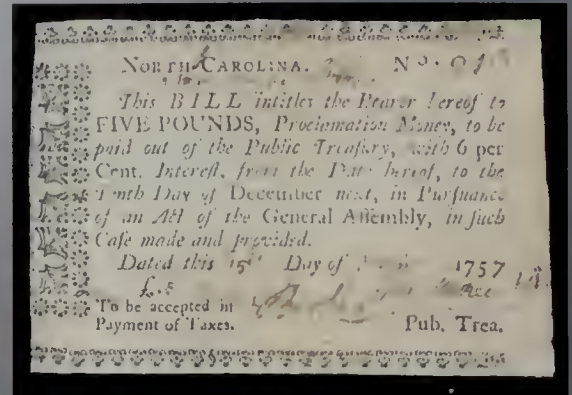 NORTH CAROLINA. No.
This BILL intitles the Bearer hereof to
FIVE POUNDS, Proclamation Money, to be
paid out of the Public Treaſury, with 6 per
Cent. Intereſt, from the Date hereof, to the
Tenth Day of December next, in Purſuance
of an Act of the General Aſſembly, in ſuch
Caſe made and provided.
Dated this 15th Day of 1757
£.5
To be accepted in
Payment of Taxes. Pub. Trea.